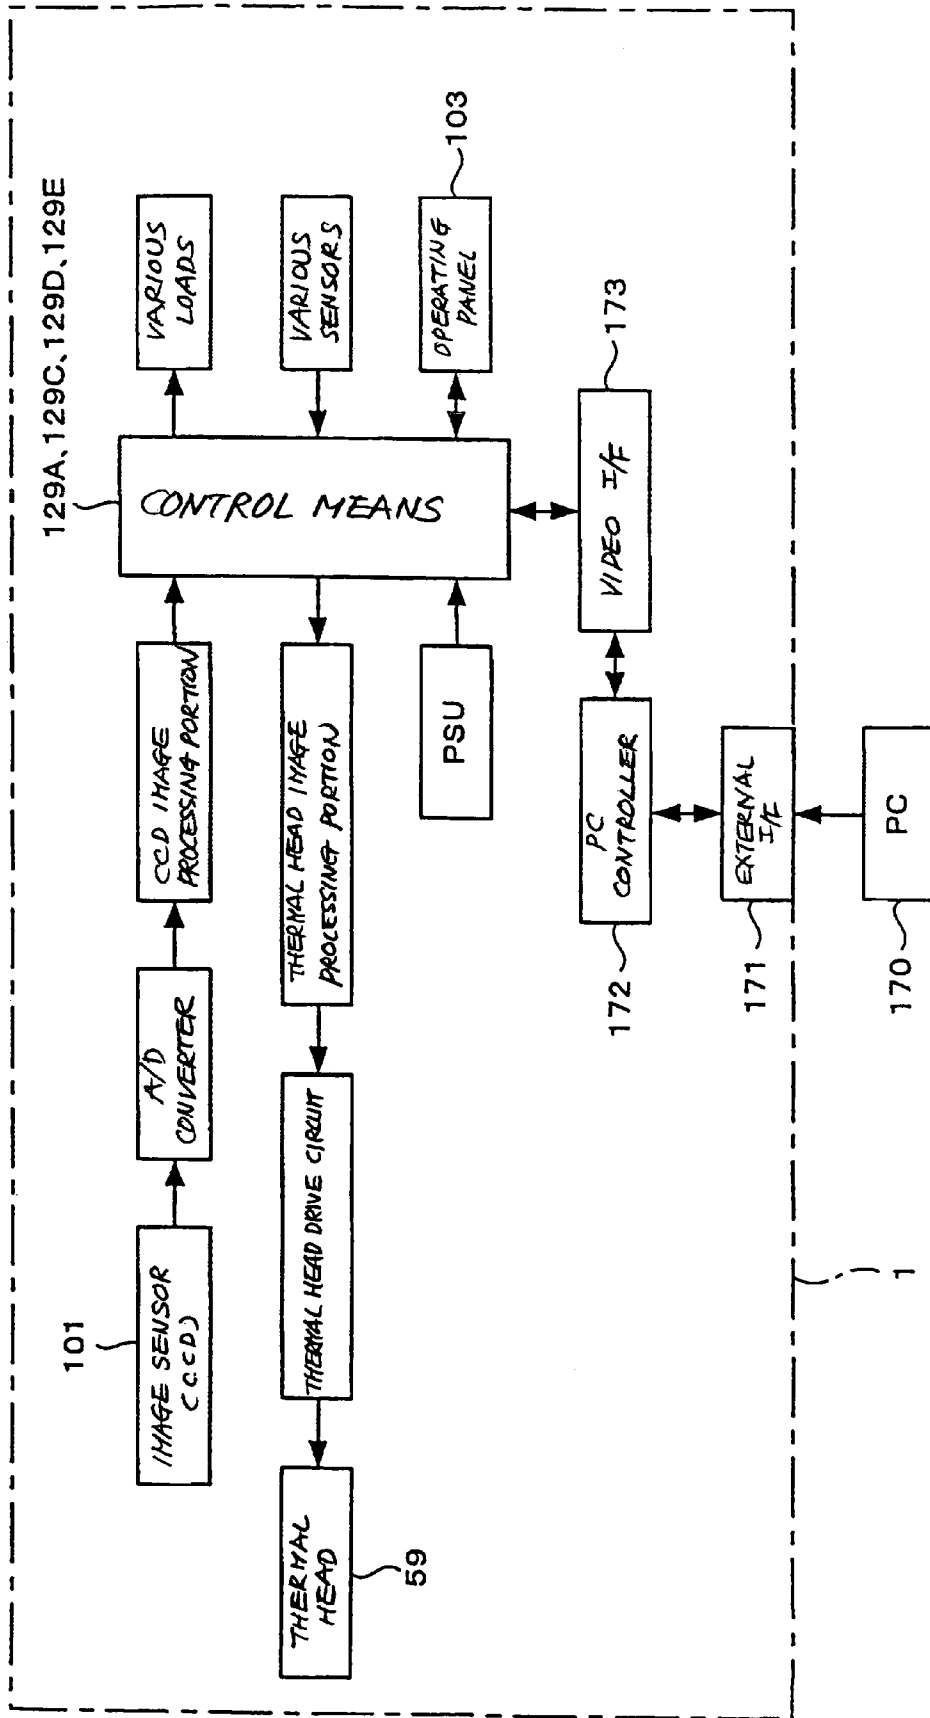 129A、129C、129D、129E
101
IMAGE SENSOR
(CCD)
A/D
CONVERTER
CCD IMAGE
PROCESSING PORTION
CONTROL MEANS
VARIOUS
LOADS
THERMAL
HEAD
59
THERMAL HEAD DRIVE CIRCUIT
THERMAL HEAD IMAGE
PROCESSING PORTION
VARIOUS
SENSORS
PSU
OPERATING
PANEL
103
PC
CONTROLLER
172
VIDEO I/F
173
EXTERNAL
I/F
171
1
PC
170